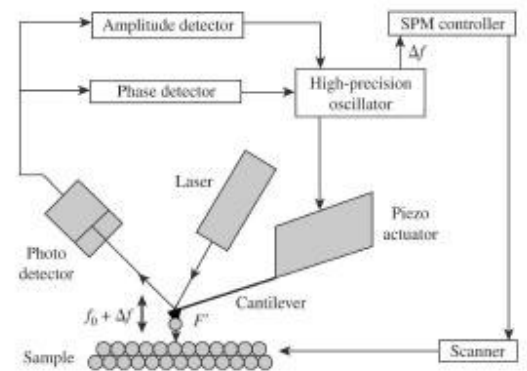 Amplitude detector
SPM controller
Δf
Phase detector
High-precision
oscillator
Laser
Piezo
actuator
Photo
detector
Cantilever
f₀ + Δf
F'
Sample
Scanner